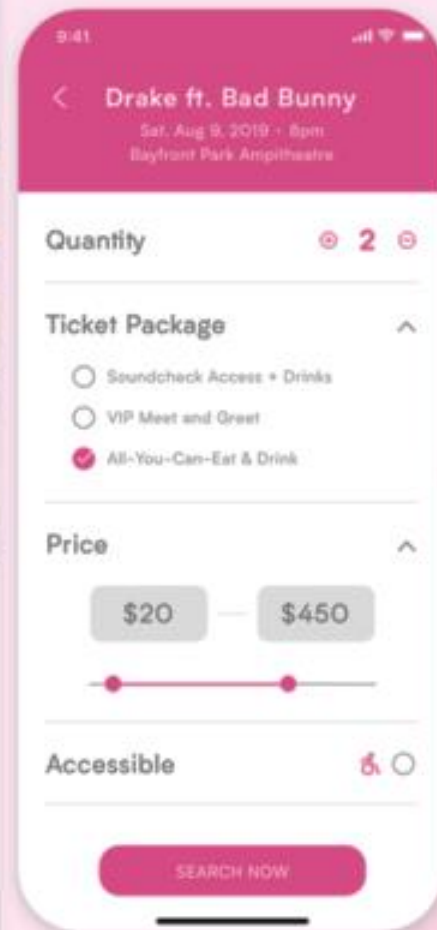 9:41
Drake ft. Bad Bunny
Sat. Aug 9, 2019 • 8pm
Bayfront Park Ampitheatre
Quantity
2
Ticket Package
Soundcheck Access + Drinks
VIP Meet and Greet
All-You-Can-Eat & Drink
Price
$20 — $450
Accessible
SEARCH NOW